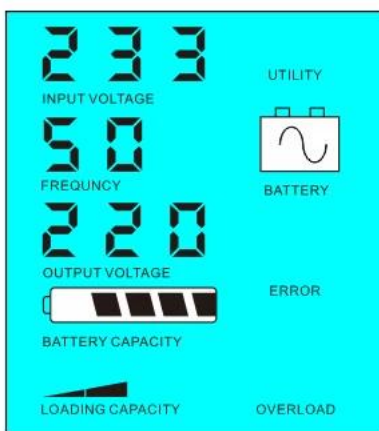 233
UTILITY
INPUT VOLTAGE
50
FREQUNCY
BATTERY
220
OUTPUT VOLTAGE
ERROR
BATTERY CAPACITY
LOADING CAPACITY
OVERLOAD